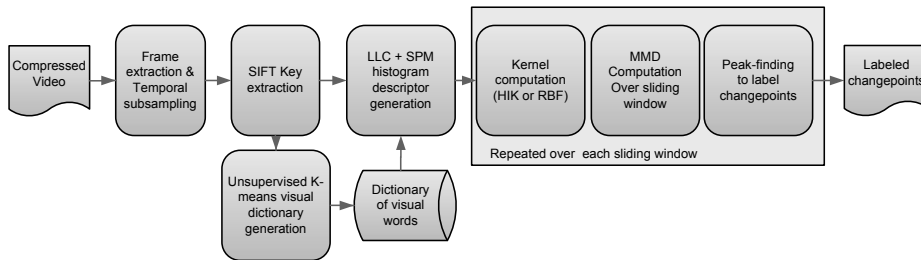 Compressed
Video
Frame
extraction &
Temporal
subsampling
SIFT Key
extraction
LLC + SPM
histogram
descriptor
generation
Kernel
computation
(HIK or RBF)
MMD
Computation
Over sliding
window
Peak-finding
to label
changepoints
Labeled
changepoints
Repeated over  each sliding window
Unsupervised K-
means visual
dictionary
generation
Dictionary
of visual
words